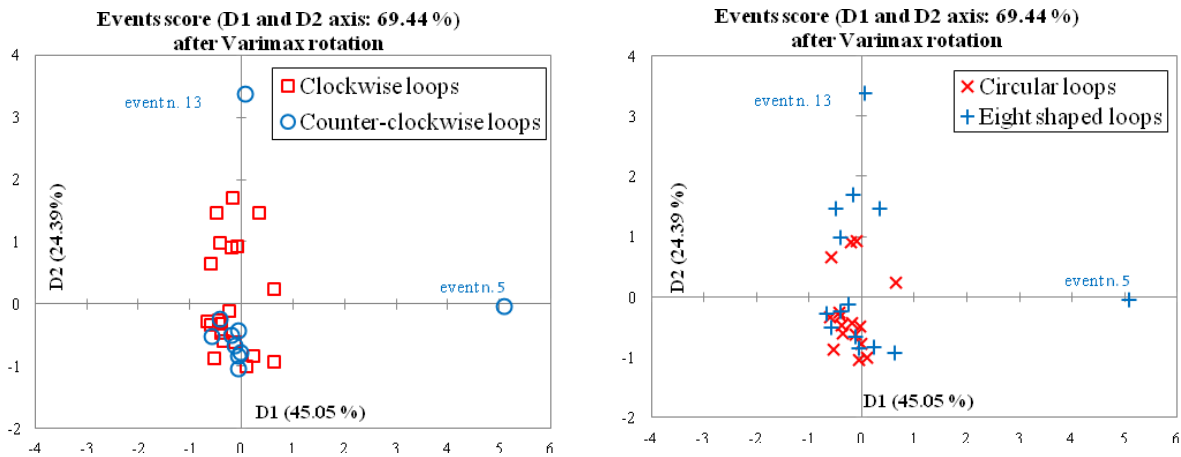 Events score (D1 and D2 axis: 69.44 %)
after Varimax rotation
4
3
2
1
0
-1
-2
event n. 13
Clockwise loops
Counter-clockwise loops
D2 (24.39%)
event n. 5
D1 (45.05 %)
-4 -3 -2 -1 0 1 2 3 4 5 6
Events score (D1 and D2 axis: 69.44 %)
after Varimax rotation
4
3
2
1
0
-1
-2
event n. 13
Circular loops
Eight shaped loops
D2 (24.39 %)
event n. 5
D1 (45.05 %)
-4 -3 -2 -1 0 1 2 3 4 5 6